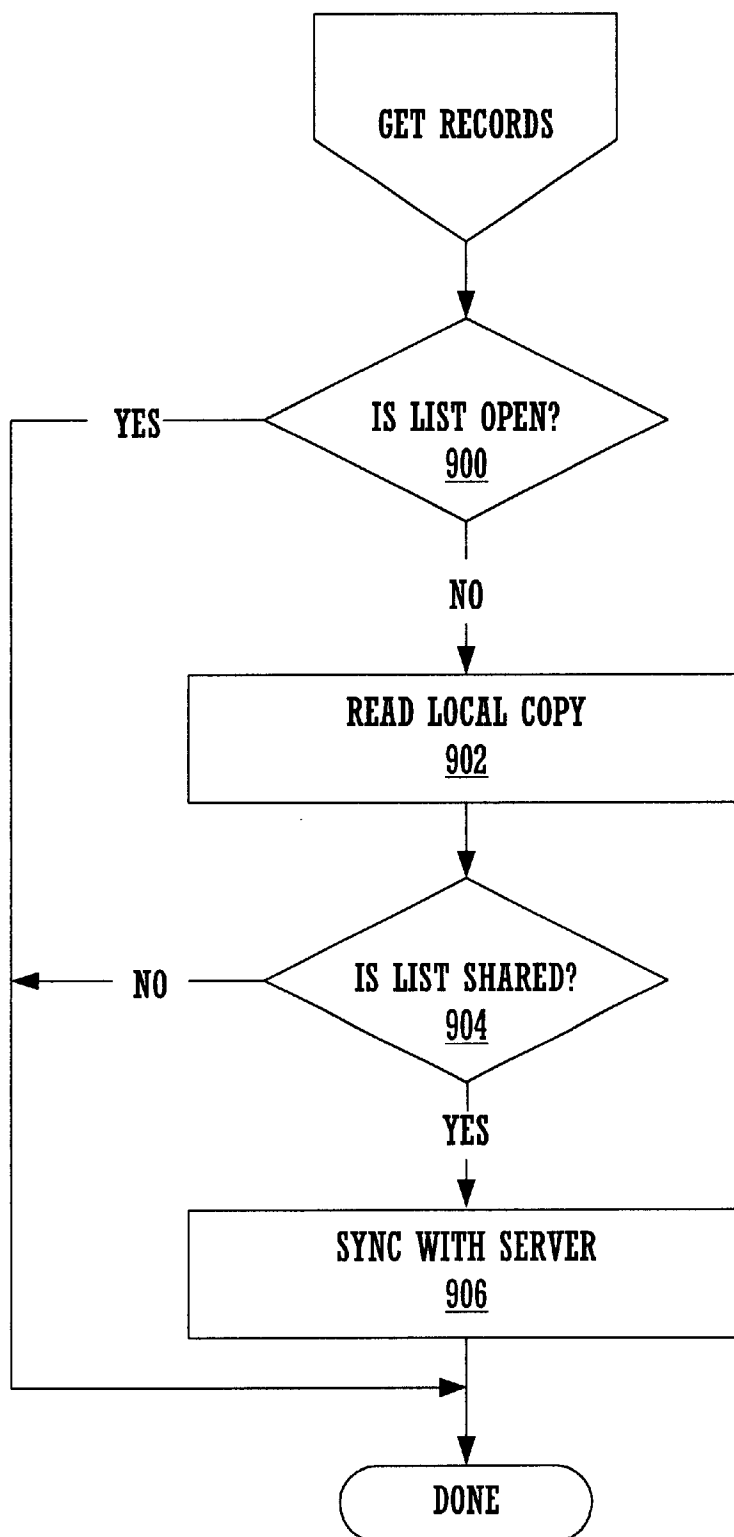 GET RECORDS
YES
IS LIST OPEN?
900
NO
READ LOCAL COPY
902
NO
IS LIST SHARED?
904
YES
SYNC WITH SERVER
906
DONE